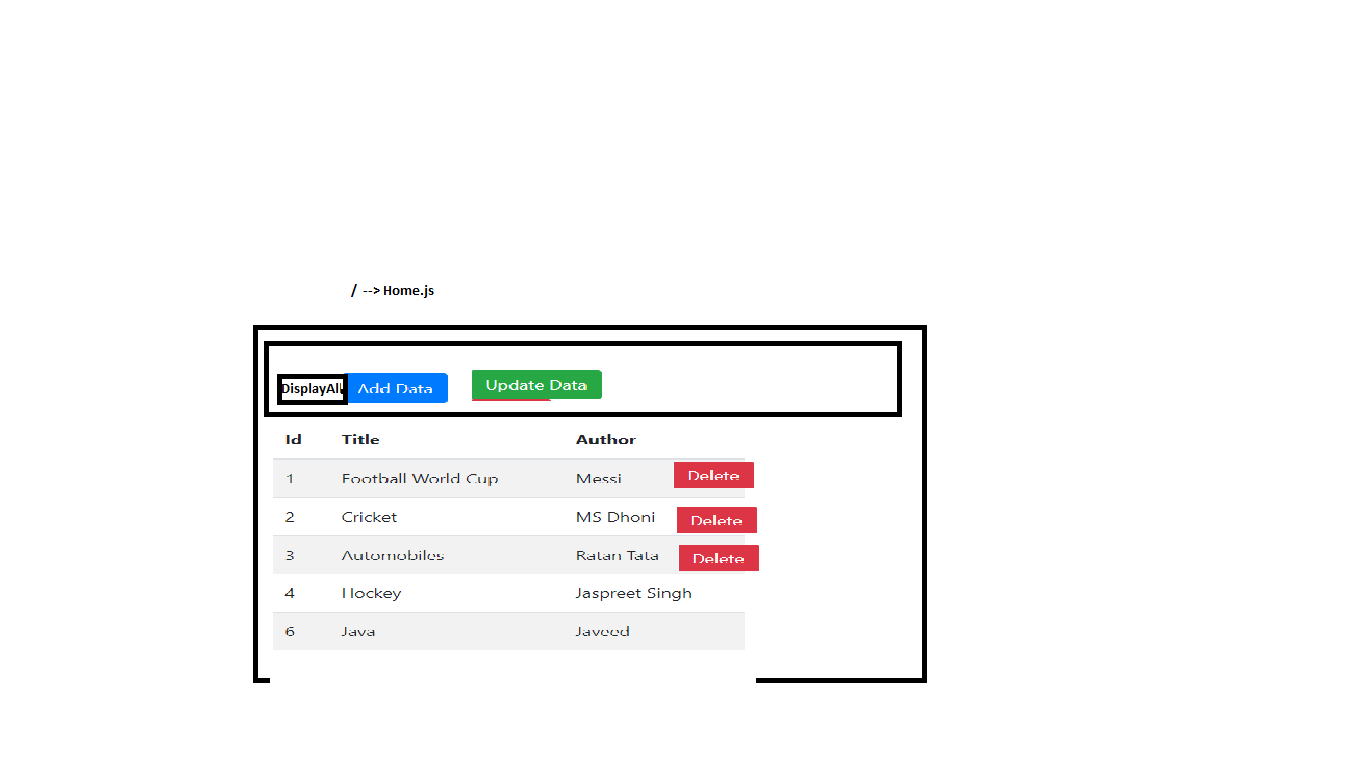 / --> Home.js
DisplayAll Add Data Update Data
Id Title Author
1 Football World Cup Messi Delete
2 Cricket MS Dhoni Delete
3 Automobiles Ratan Tata Delete
4 Hockey Jaspreet Singh
6 Java Javeed